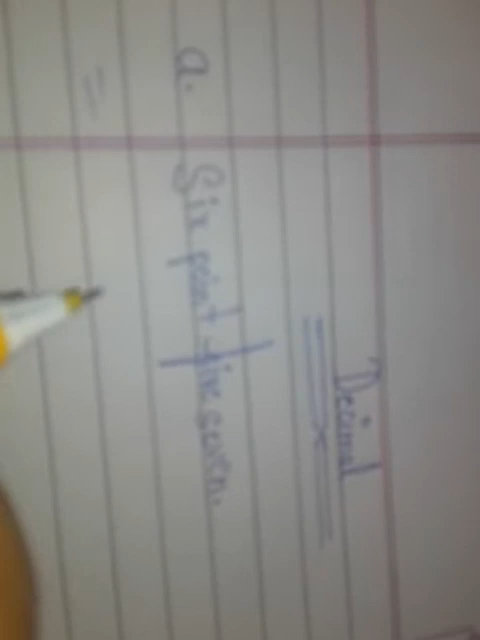 Decimal
a. Six point five seven.
=